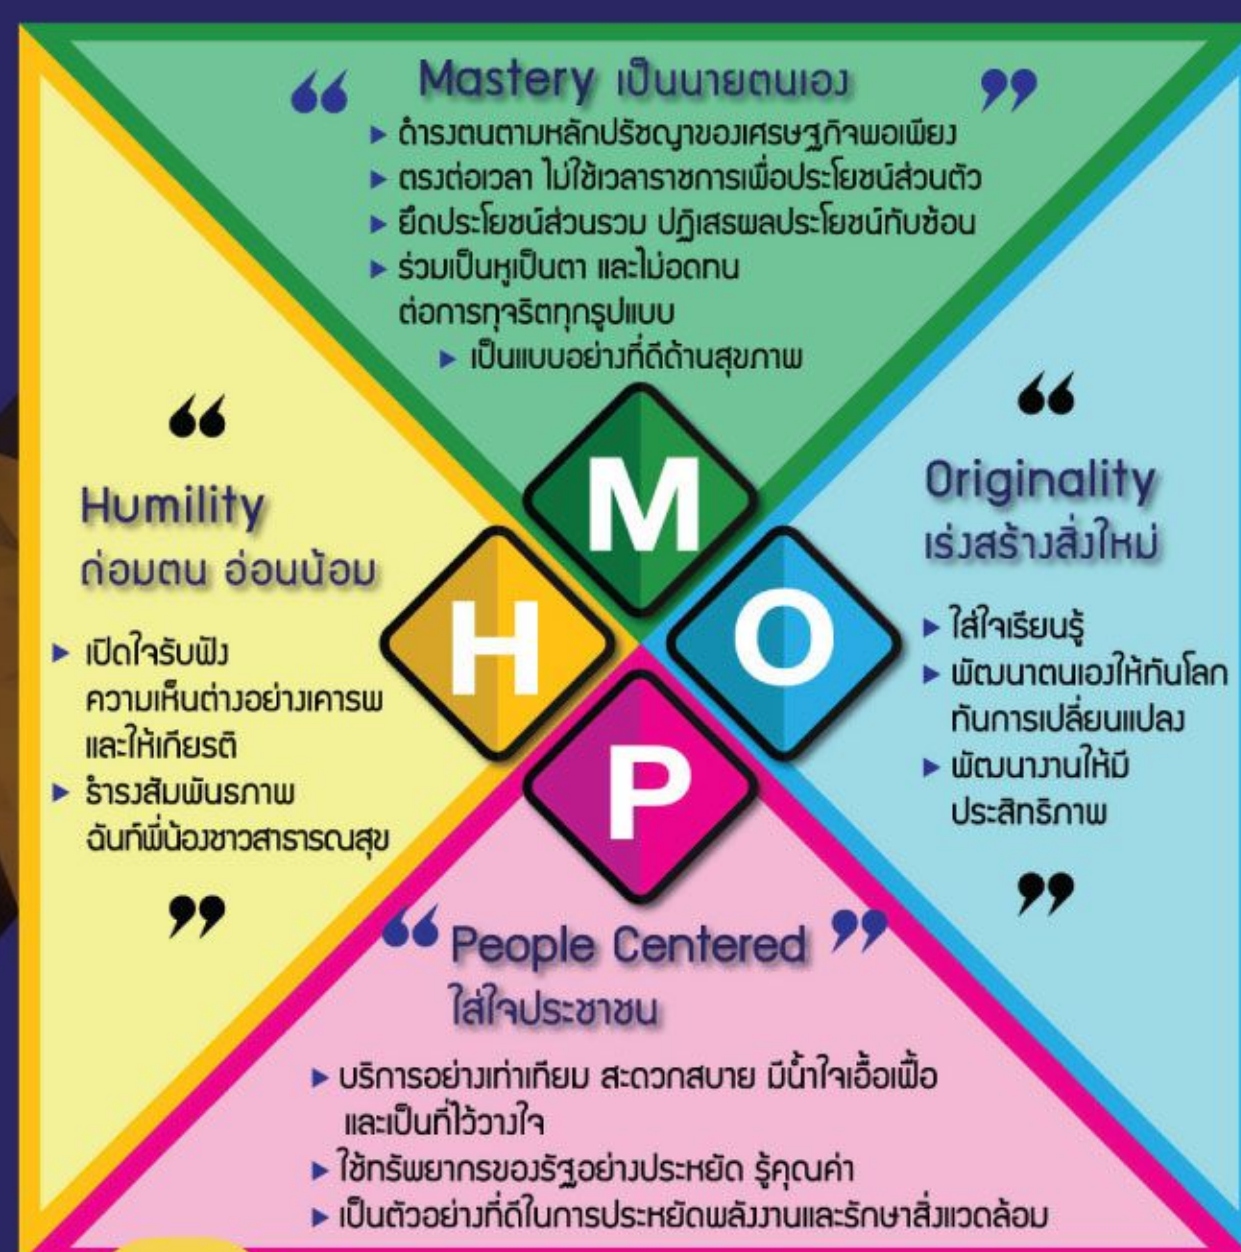 Mastery เป็นนายตนเอง
ดำรงตนตามหลักปรัชญาของเศรษฐกิจพอเพียง
ตรงต่อเวลา ไม่ใช้เวลาราชการเพื่อประโยชน์ส่วนตัว
ยึดประโยชน์ส่วนรวม ปฏิเสธผลประโยชน์ทับซ้อน
ร่วมเป็นหูเป็นตา และไม่อดทน
ต่อการทุจริตทุกรูปแบบ
เป็นแบบอย่างที่ดีด้านสุขภาพ
M
H
O
P
Humility
ถ่อมตน อ่อนน้อม
เปิดใจรับฟัง
ความเห็นต่างอย่างเคารพ
และให้เกียรติ
ธำรงสัมพันธภาพ
ฉันท์พี่น้องชาวสาธารณสุข
Originality
เร่งสร้างสิ่งใหม่
ใส่ใจเรียนรู้
พัฒนาตนเองให้ทันโลก
ทันการเปลี่ยนแปลง
พัฒนางานให้มี
ประสิทธิภาพ
People Centered
ใส่ใจประชาชน
บริการอย่างเท่าเทียม สะดวกสบาย มีน้ำใจเอื้อเฟื้อ
และเป็นที่ไว้วางใจ
ใช้ทรัพยากรของรัฐอย่างประหยัด รู้คุณค่า
เป็นตัวอย่างที่ดีในการประหยัดพลังงานและรักษาสิ่งแวดล้อม